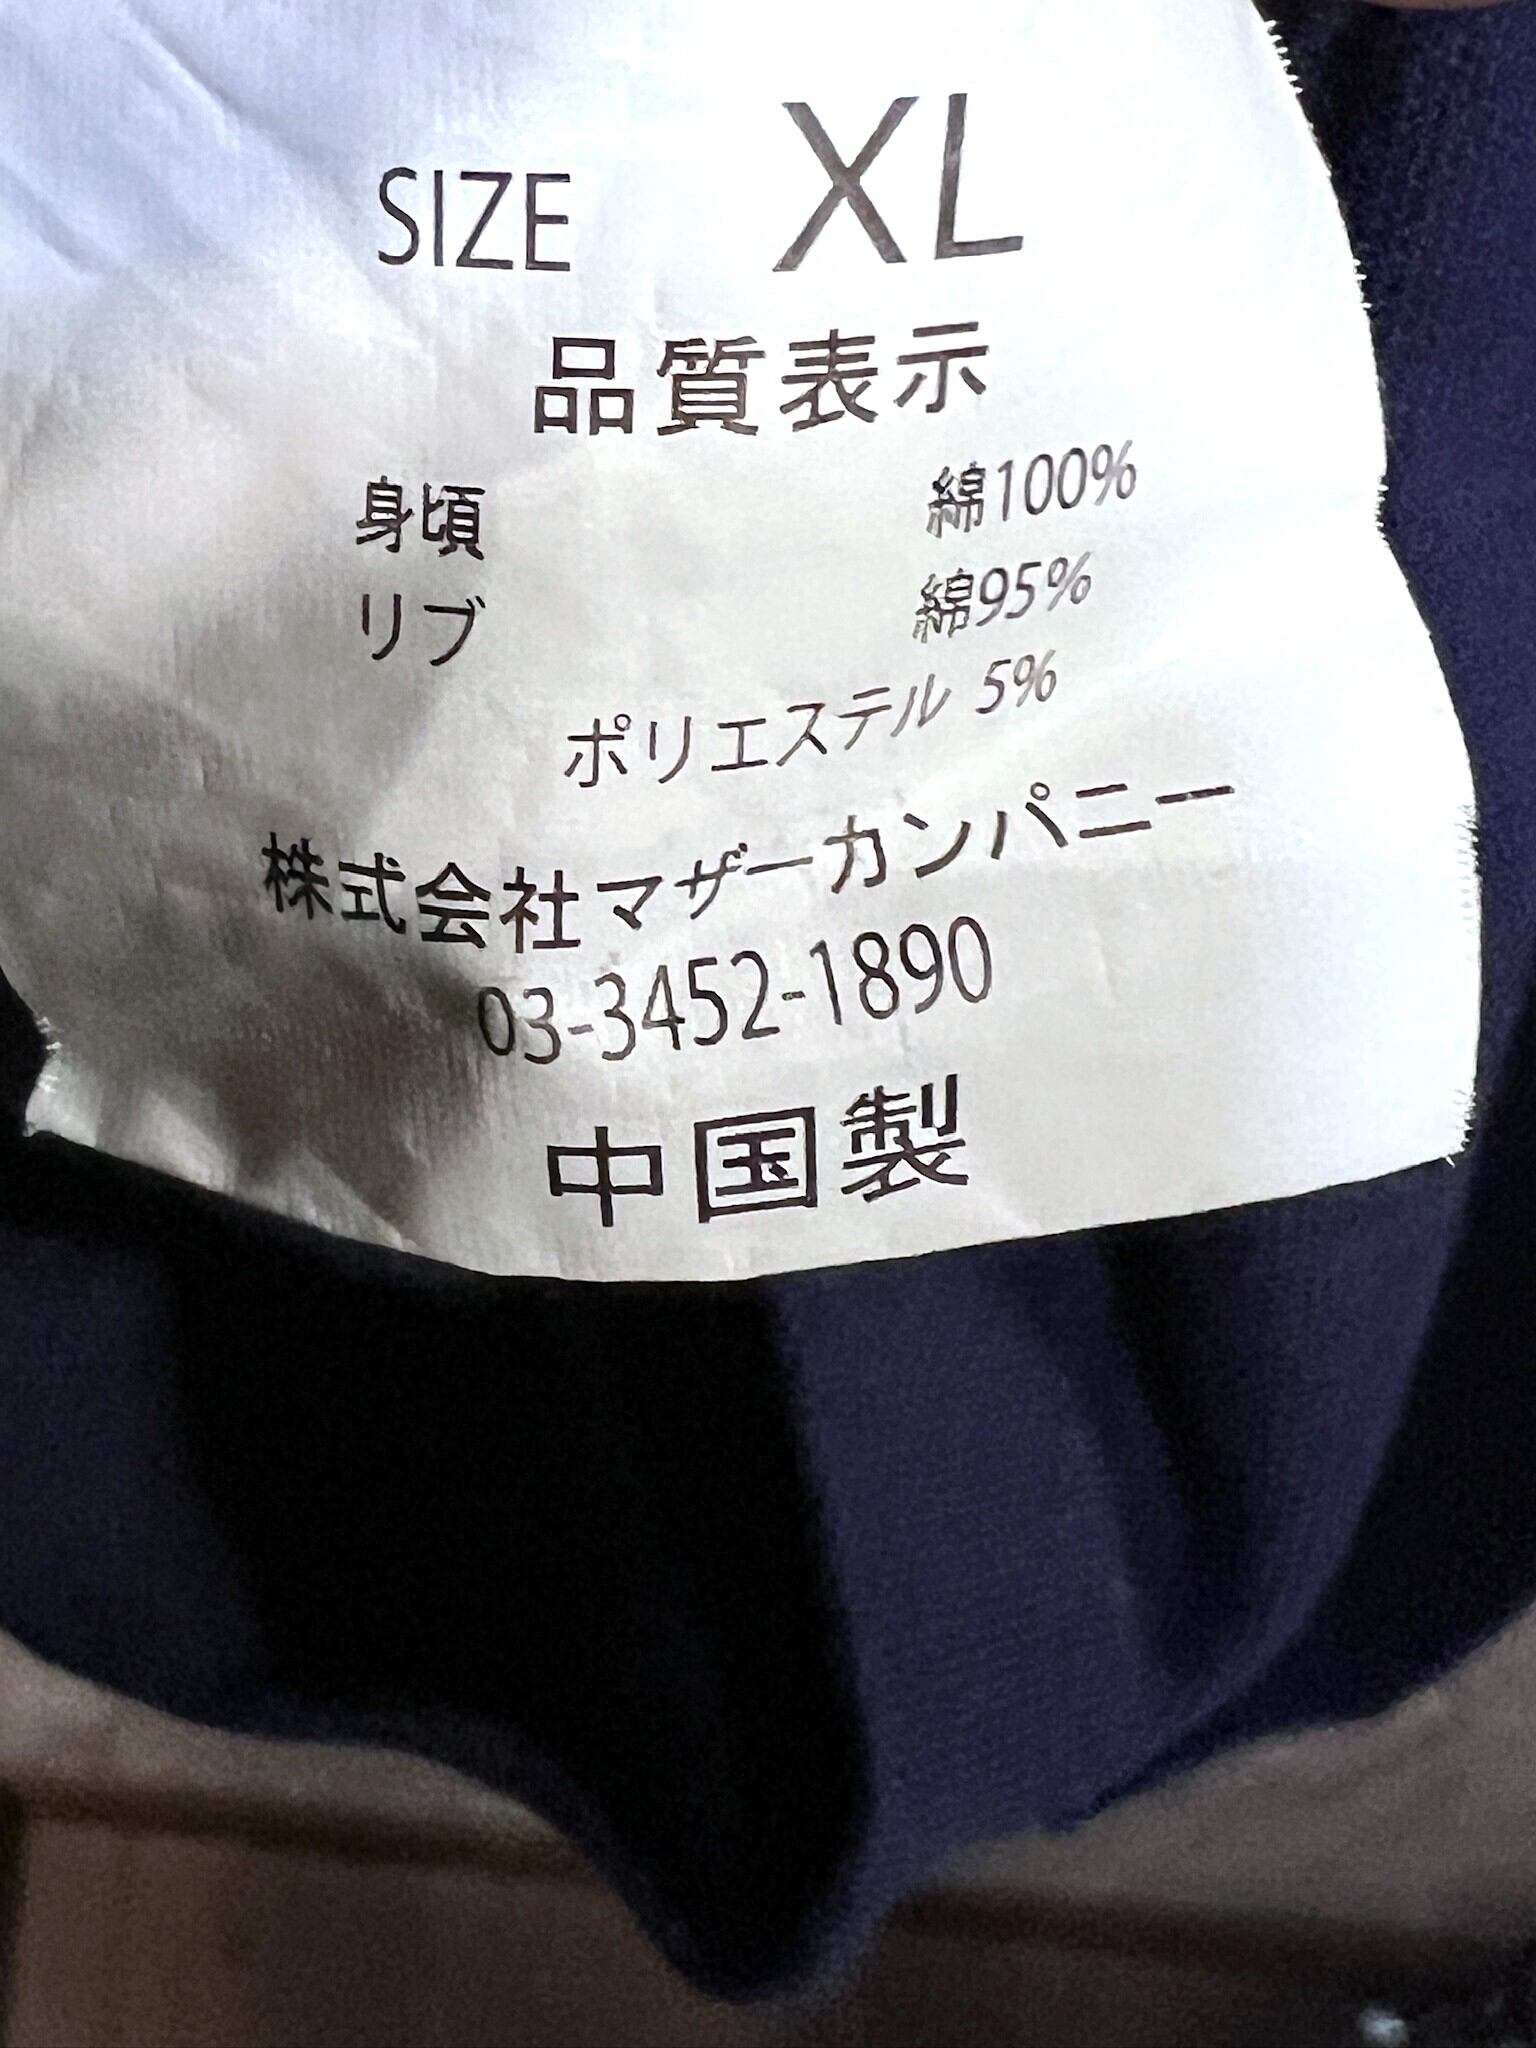 SIZE XL
品質表示
身頃 綿100%
リブ 綿95%
ポリエステル 5%
株式会社マザーカンパニー
03-3452-1890
中国製